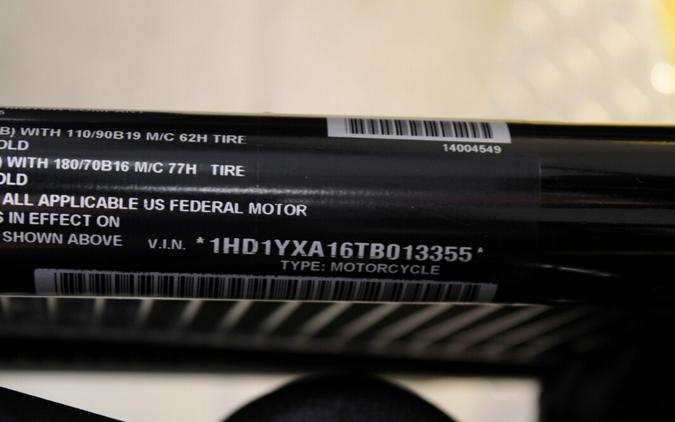 B) WITH 110/90B19 M/C 62H TIRE
OLD
) WITH 180/70B16 M/C 77H TIRE
OLD
ALL APPLICABLE US FEDERAL MOTOR
S IN EFFECT ON
SHOWN ABOVE V.I.N. *1HD1YXA16TB013355*
TYPE: MOTORCYCLE
14004549